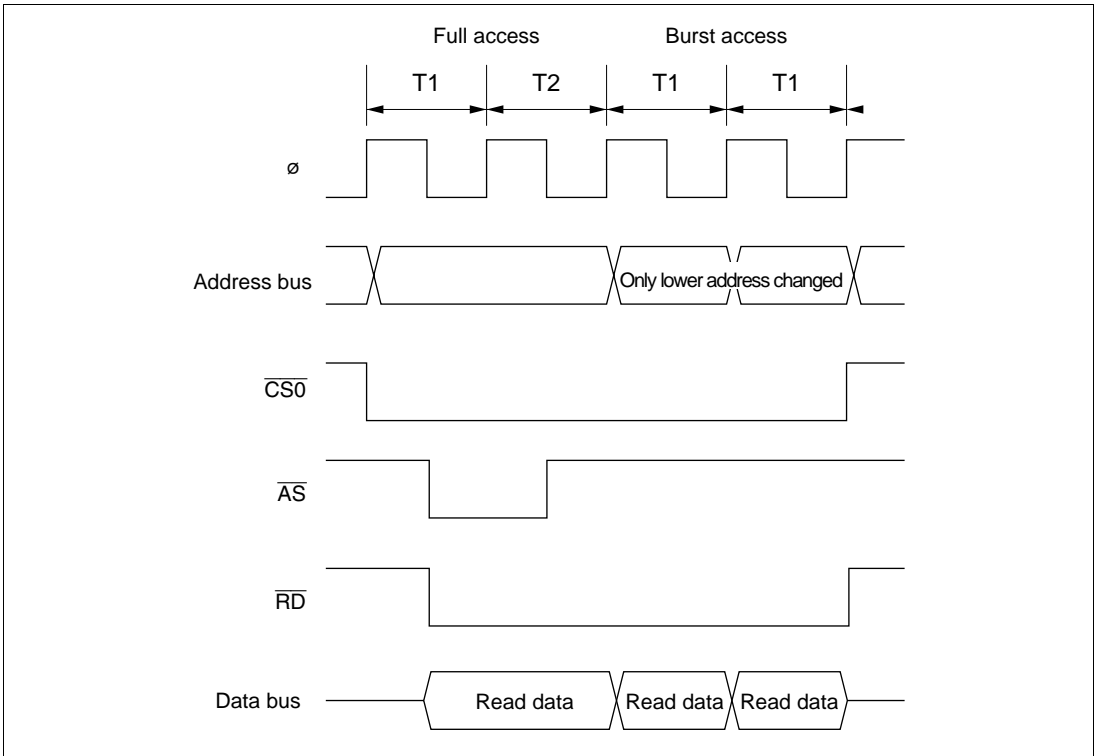 Full access Burst access
T1 T2 T1 T1
ø
Address bus Only lower address changed
CS0
AS
RD
Data bus Read data Read data Read data